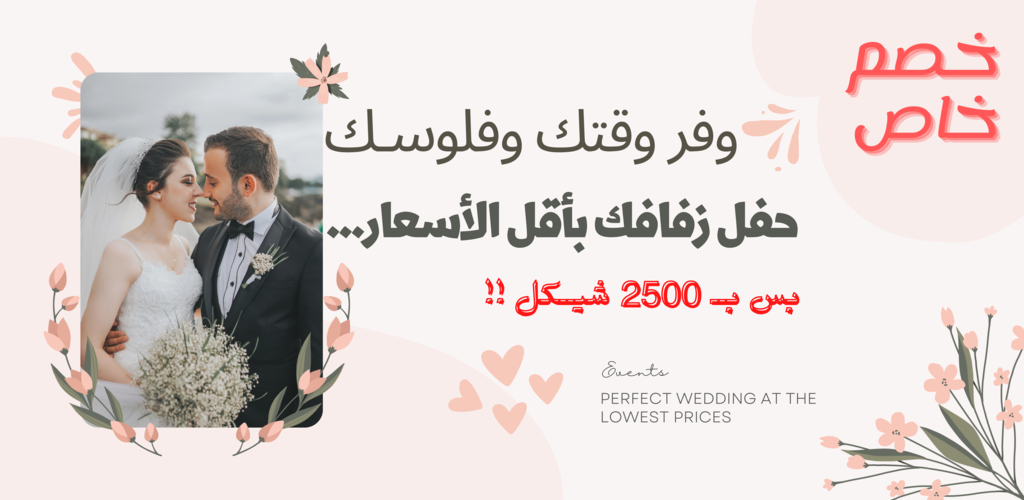 خصم
خاص
وفر وقتك وفلوسك
حفل زفافك بأقل الأسعار...
بس بـ 2500 شيكل !!
Events
PERFECT WEDDING AT THE
LOWEST PRICES